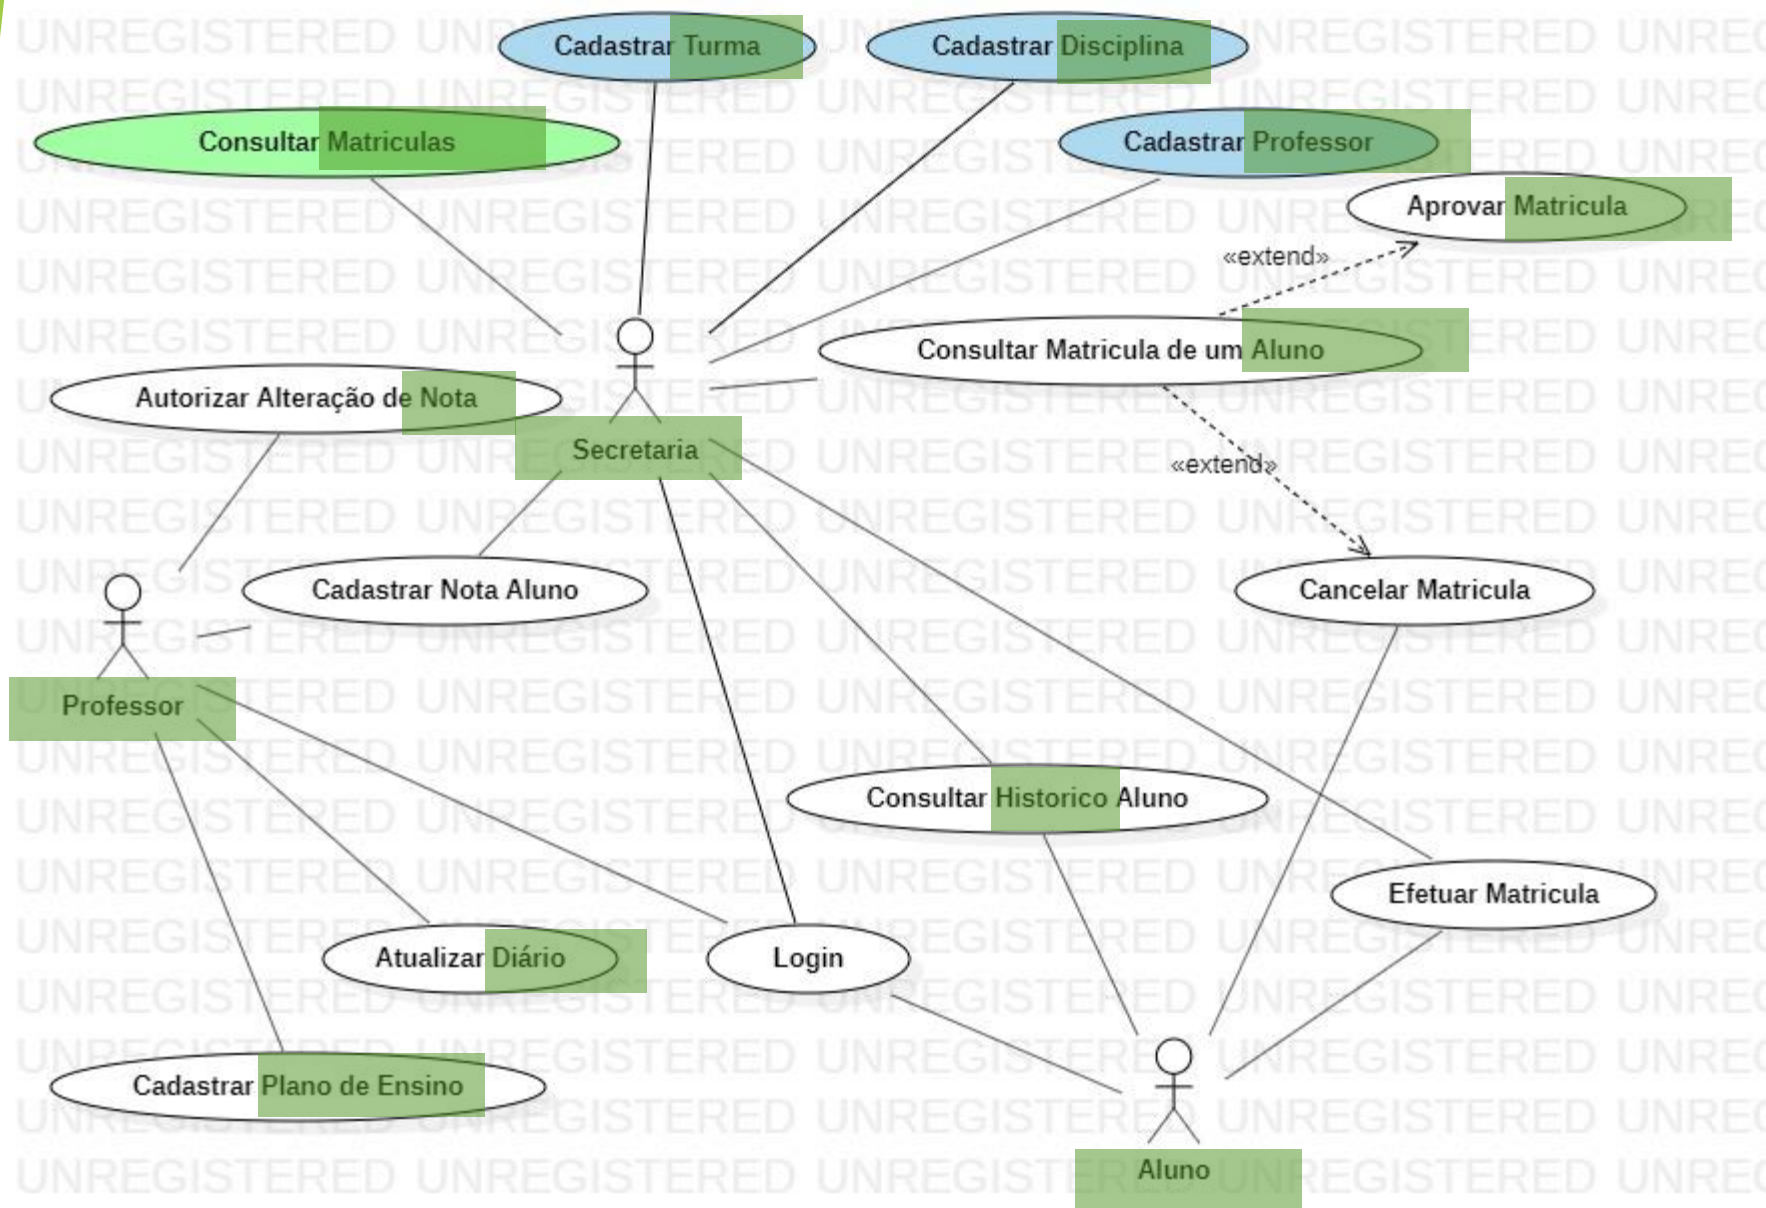 Cadastrar Turma
Cadastrar Disciplina
Consultar Matriculas
Cadastrar Professor
Aprovar Matricula
«extend»
Consultar Matricula de um Aluno
Autorizar Alteração de Nota
Secretaria
«extend»
Cadastrar Nota Aluno
Cancelar Matricula
Professor
Consultar Historico Aluno
Efetuar Matricula
Atualizar Diário
Login
Cadastrar Plano de Ensino
Aluno
UNREGISTERED